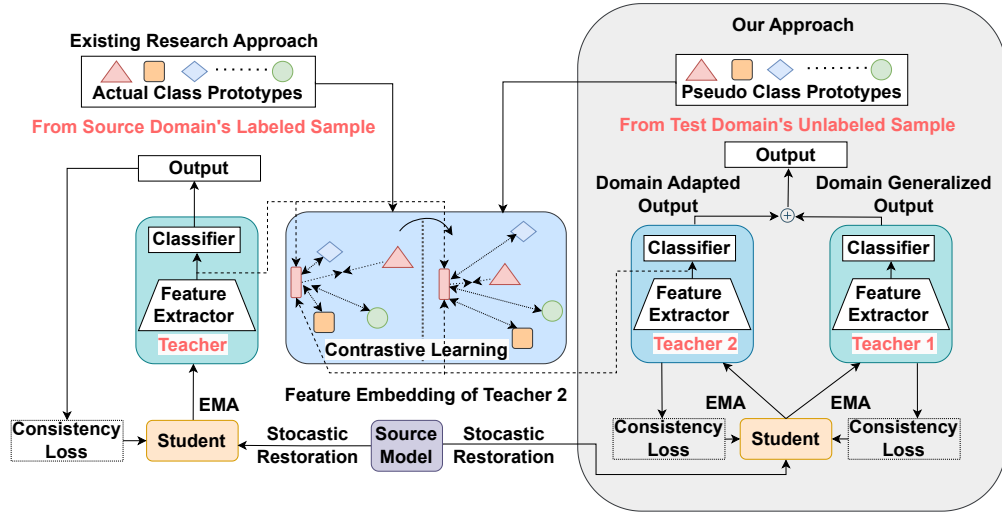 Existing Research Approach
Actual Class Prototypes
From Source Domain's Labeled Sample
Output
Classifier
Feature
Extractor
Teacher
EMA
Consistency
Loss
Student
Contrastive Learning
Feature Embedding of Teacher 2
Stocastic
Restoration
Source
Model
Stocastic
Restoration
Our Approach
Pseudo Class Prototypes
From Test Domain's Unlabeled Sample
Output
Domain Adapted
Output
Domain Generalized
Output
Classifier
Feature
Extractor
Teacher 2
Classifier
Feature
Extractor
Teacher 1
EMA
EMA
Consistency
Loss
Student
Consistency
Loss